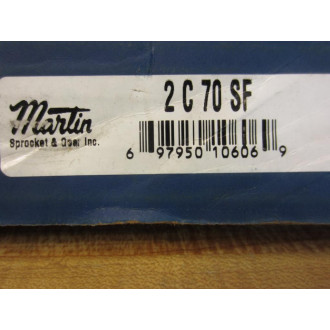 2 C 70 SF
Martin
Sprocket & Gear Inc.
6 97950 10606 9